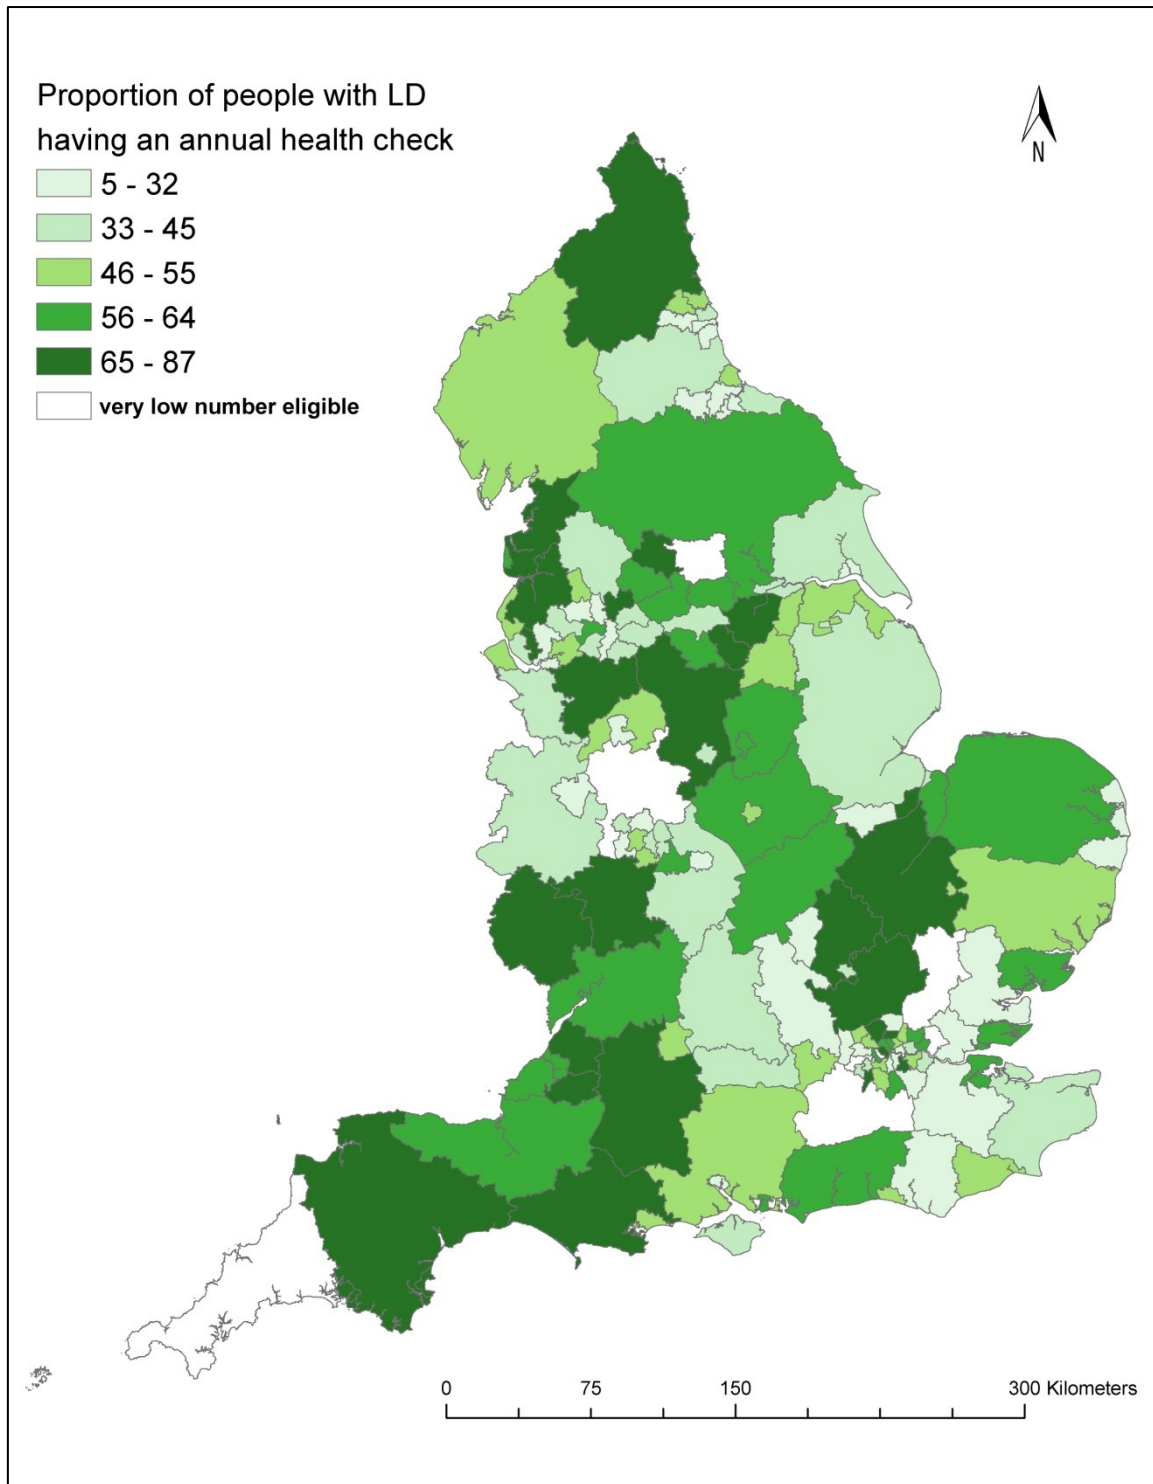 Proportion of people with LD
having an annual health check
5 - 32
33 - 45
46 - 55
56 - 64
65 - 87
very low number eligible
N
0 75 150 300 Kilometers